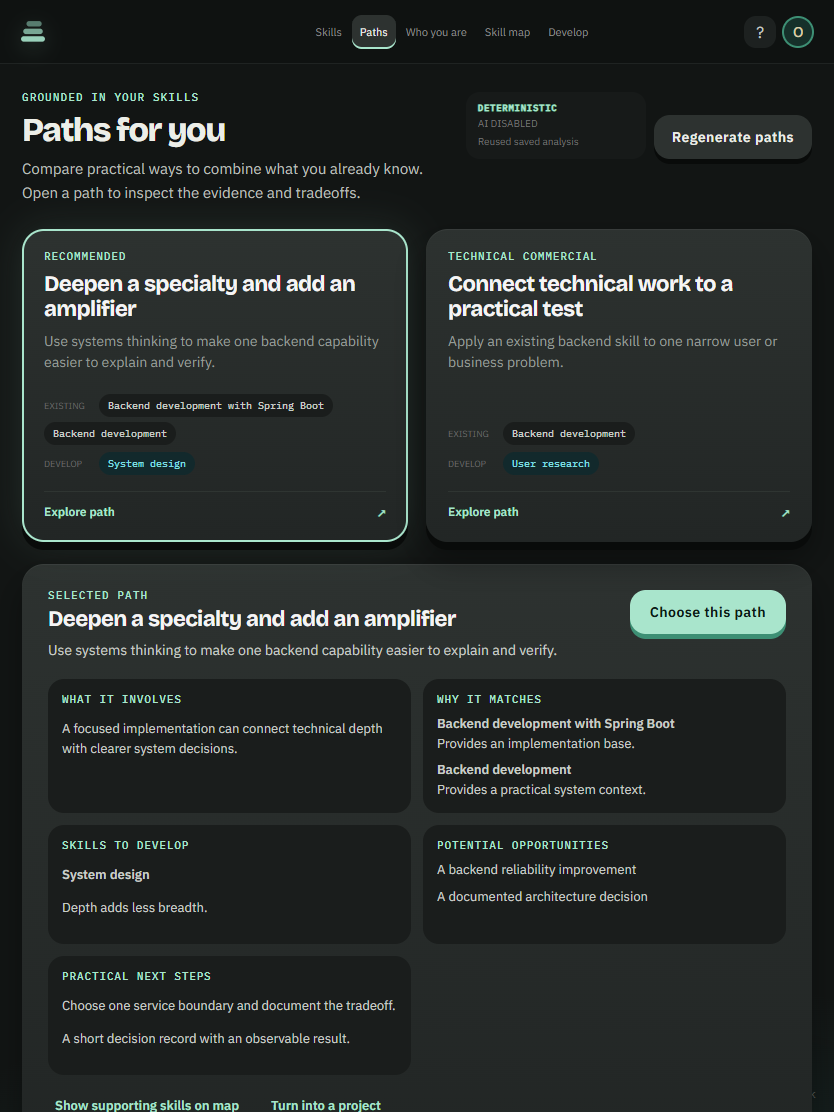 Skills
Paths
Who you are
Skill map
Develop
?
O
GROUNDED IN YOUR SKILLS
Paths for you
Compare practical ways to combine what you already know.
Open a path to inspect the evidence and tradeoffs.
DETERMINISTIC
AI DISABLED
Reused saved analysis
Regenerate paths
RECOMMENDED
Deepen a specialty and add an
amplifier
Use systems thinking to make one backend capability
easier to explain and verify.
EXISTING Backend development with Spring Boot
Backend development
DEVELOP System design
Explore path ↗
TECHNICAL COMMERCIAL
Connect technical work to a
practical test
Apply an existing backend skill to one narrow user or
business problem.
EXISTING Backend development
DEVELOP User research
Explore path ↗
SELECTED PATH
Deepen a specialty and add an amplifier
Use systems thinking to make one backend capability easier to explain and verify.
Choose this path
WHAT IT INVOLVES
A focused implementation can connect technical depth
with clearer system decisions.
WHY IT MATCHES
Backend development with Spring Boot
Provides an implementation base.
Backend development
Provides a practical system context.
SKILLS TO DEVELOP
System design
Depth adds less breadth.
POTENTIAL OPPORTUNITIES
A backend reliability improvement
A documented architecture decision
PRACTICAL NEXT STEPS
Choose one service boundary and document the tradeoff.
A short decision record with an observable result.
Show supporting skills on map
Turn into a project